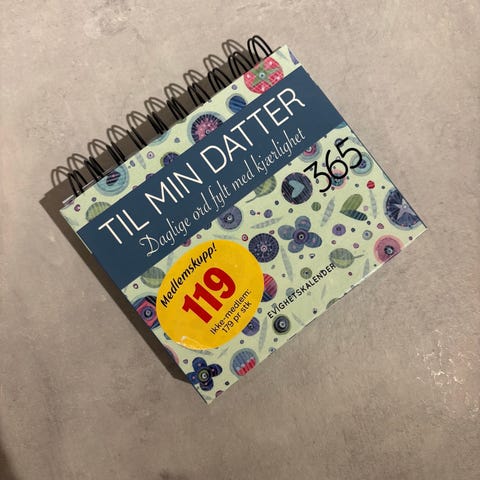 TIL MIN DATTER
Daglige ord fylt med kjærlighet
365
Medlemskupp!
119
Ikke-medlem:
179 pr stk
EVIGHETSKALENDER